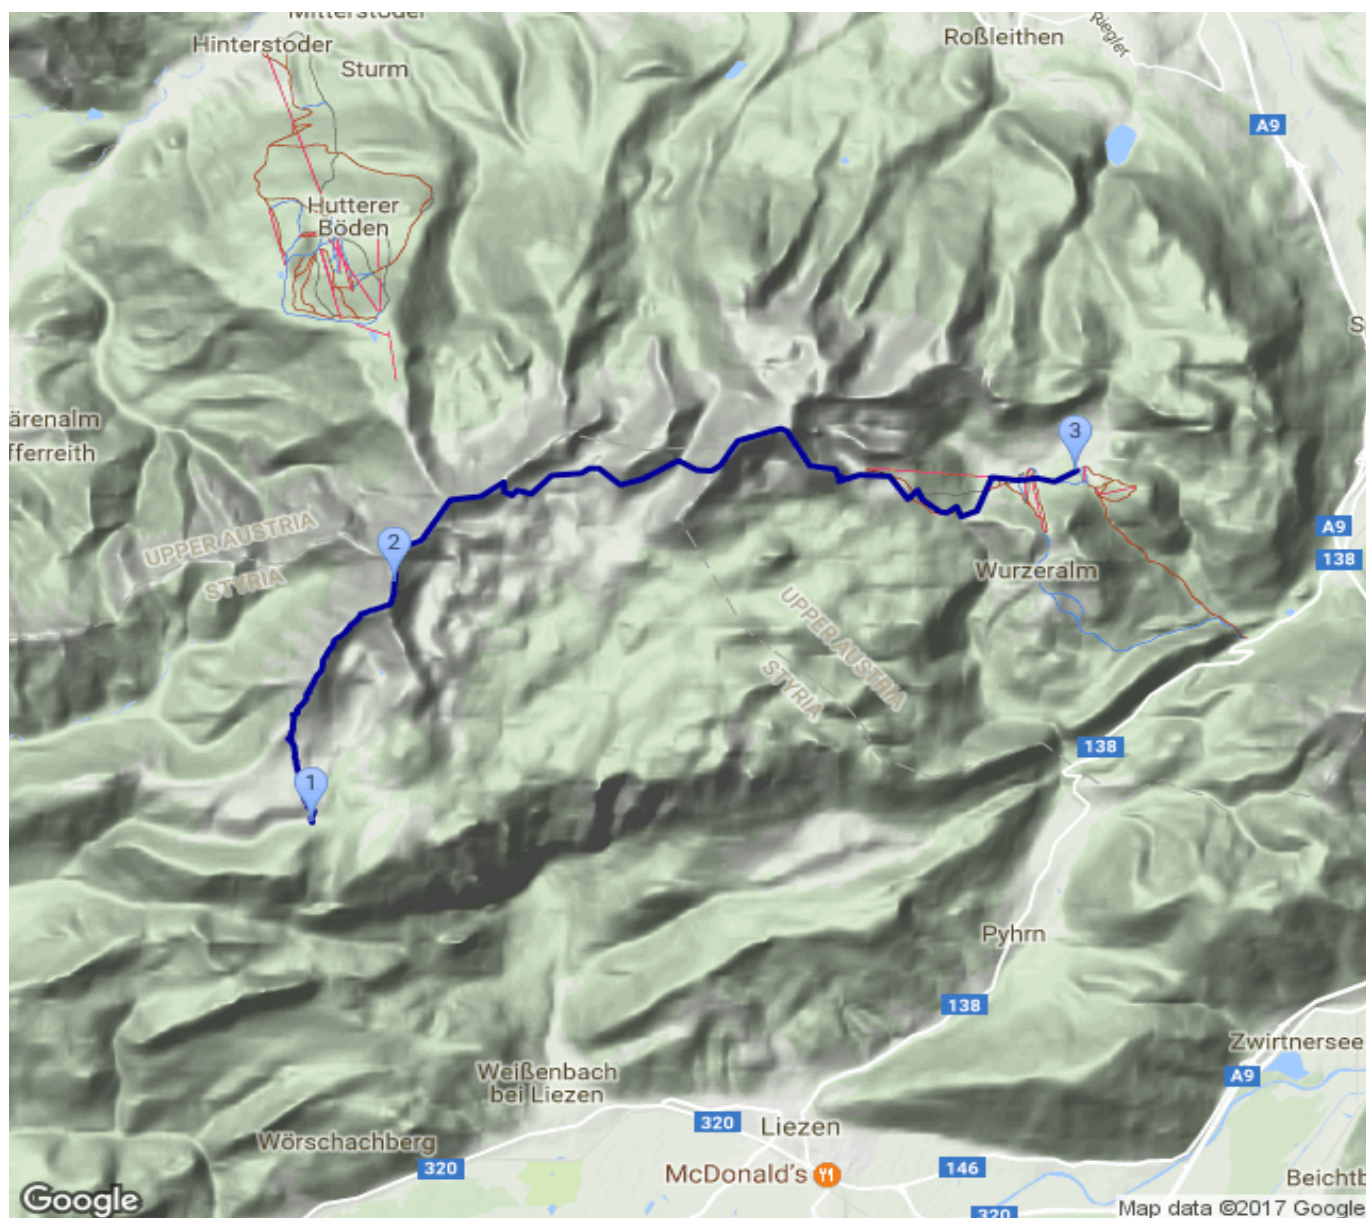 Mitterstoder
Hinterstoder
Sturm
Roßleithen
Riegler
A9
Hutterer
Böden
S
ärenalm
fferreith
3
2
1
UPPER AUSTRIA
STYRIA
A9
138
Wurzeralm
UPPER AUSTRIA
STYRIA
138
Pyhrn
138
Zwirtnersee
A9
Weißenbach
bei Liezen
320
Liezen
Wörschachberg
320
McDonald's
146
Beichtb
320
Google
Map data ©2017 Google